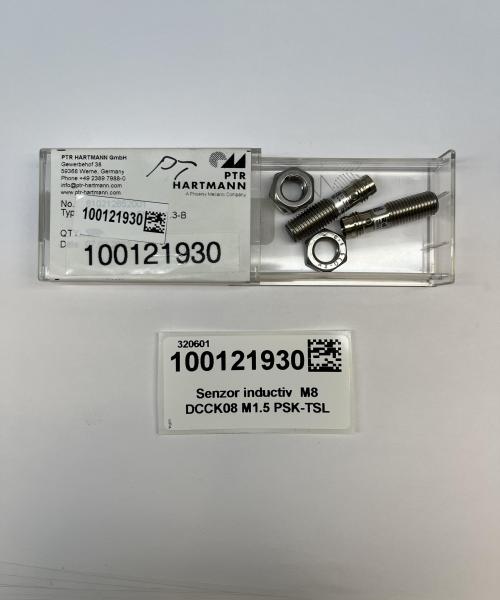 PTR HARTMANN GmbH
Gewerbehof 38
59368 Werne, Germany
Phone +49 2389 7988-0
info@ptr-hartmann.com
ptr-hartmann.com
PTR
HARTMANN
A Phoenix Mecano Company
No.
Typ
.3-B
100121930
QT
100121930
320601
100121930
Senzor inductiv M8
DCCK08 M1.5 PSK-TSL